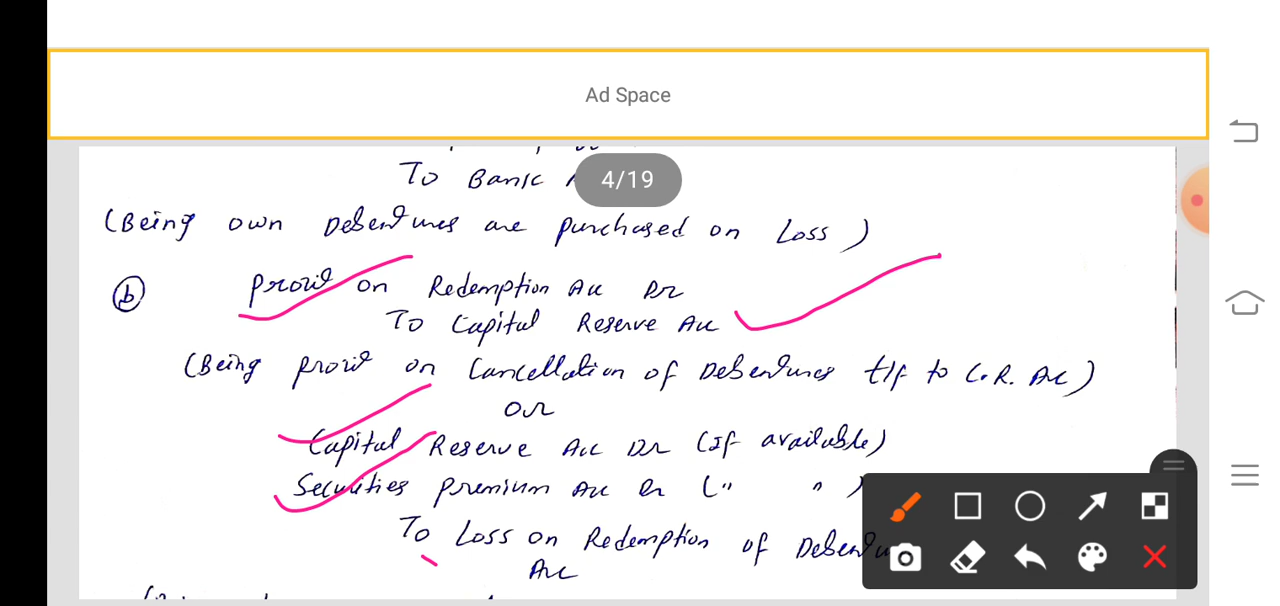 Ad Space
To Bank A
4/19
(Being own Debentures are purchased on Loss)
(b) Profit on Redemption A/c Dr
To Capital Reserve A/c
(Being profit on Cancellation of Debentures t/f to C.R. A/c)
Or
Capital Reserve A/c Dr (If available)
Securities premium A/c Dr (" ")
To Loss on Redemption of Debentu
A/c